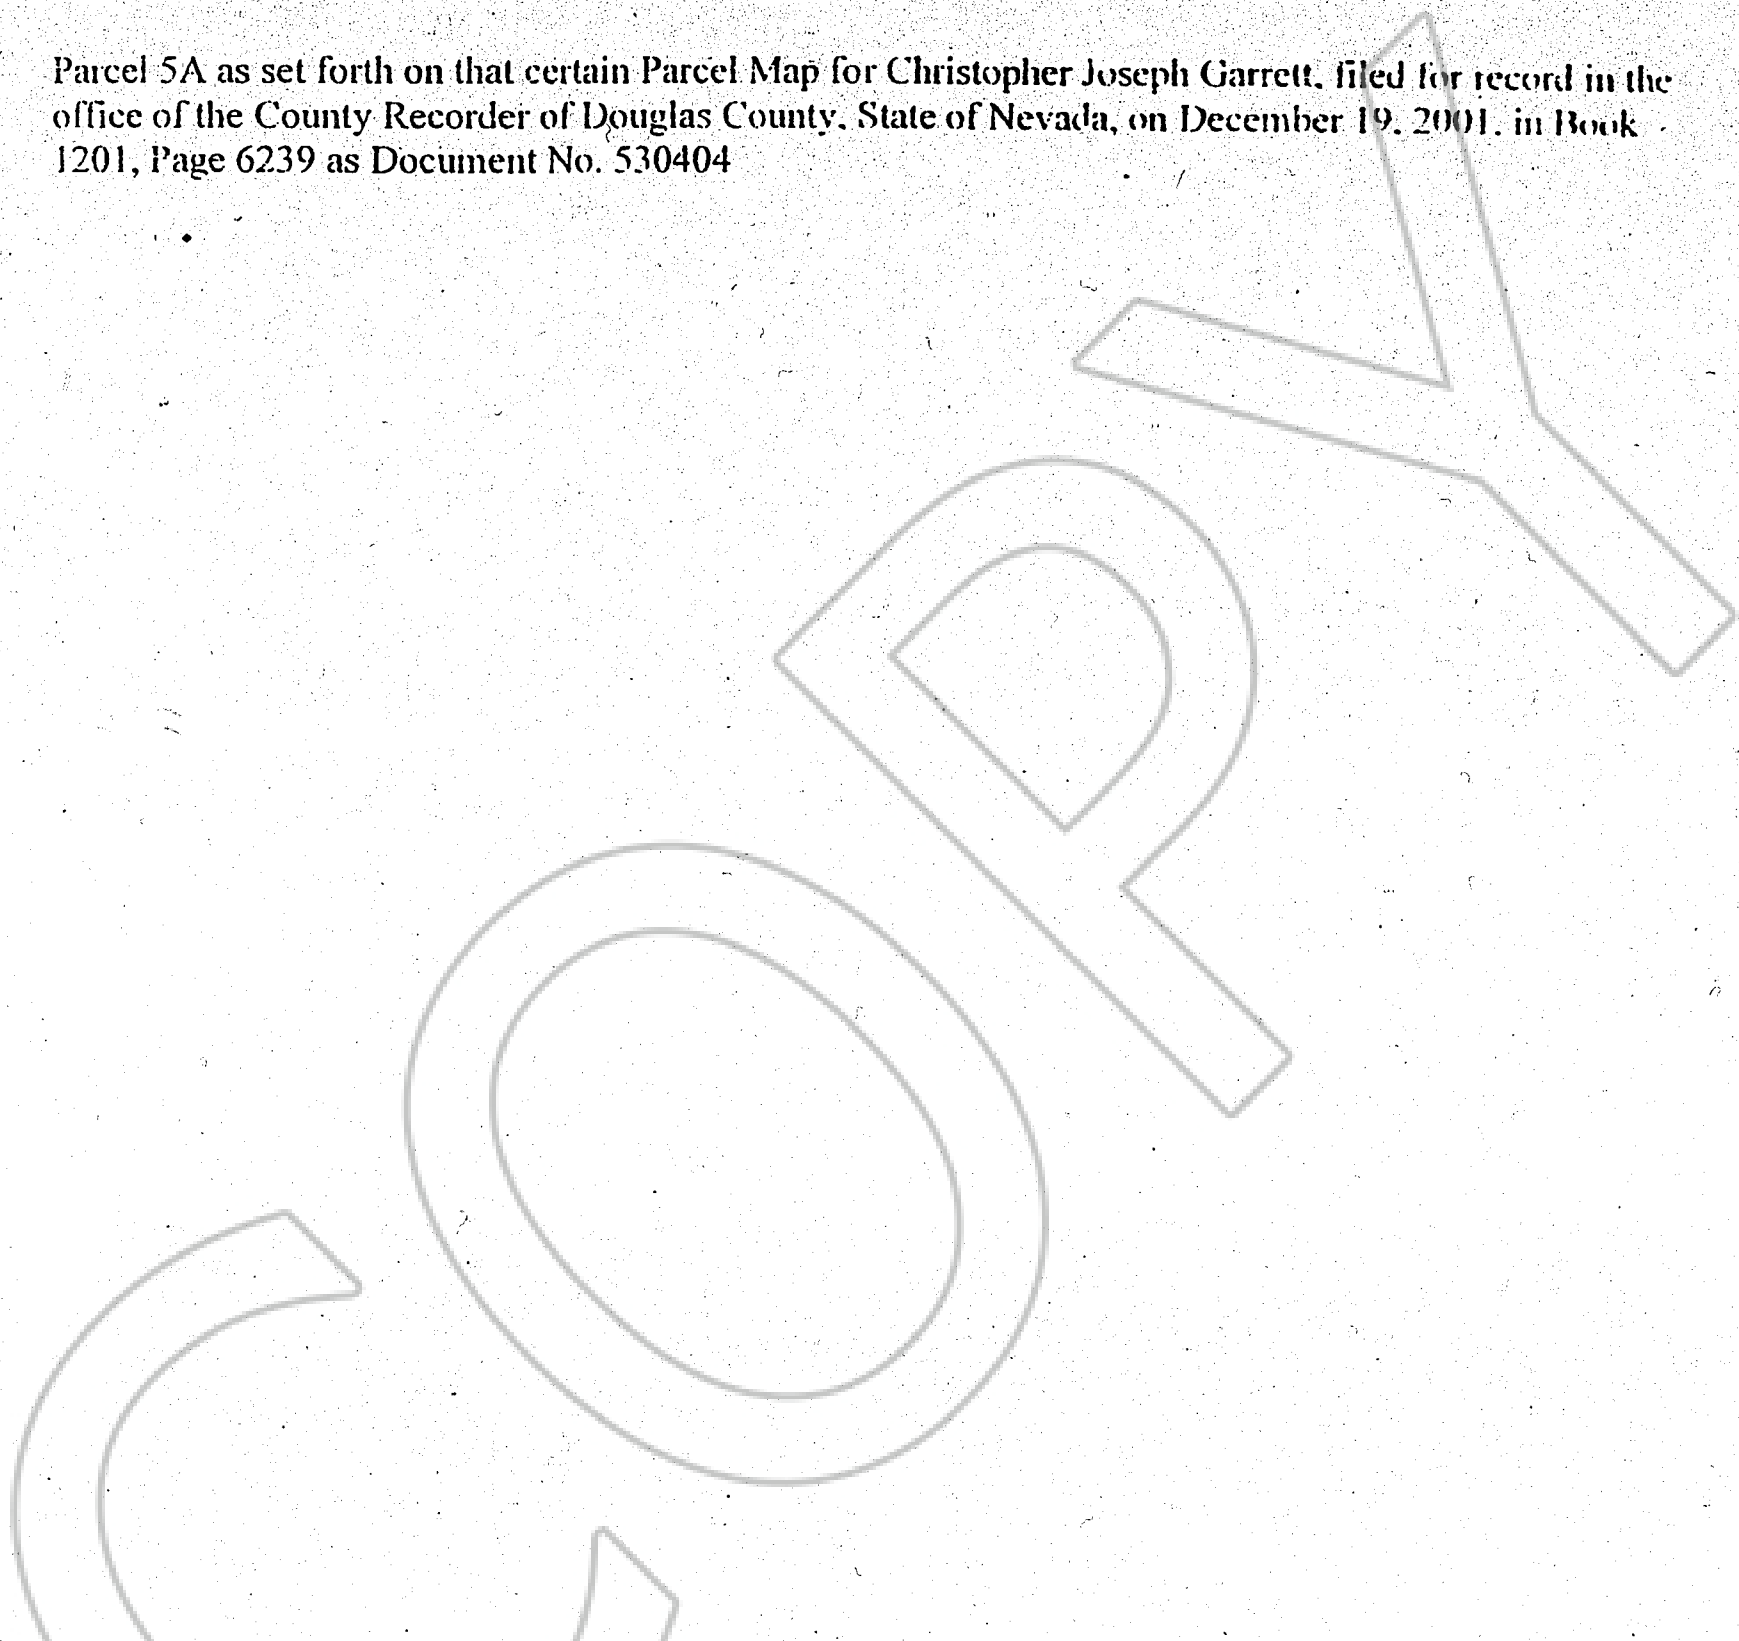 Parcel 5A as set forth on that certain Parcel Map for Christopher Joseph Garrett, filed for record in the
office of the County Recorder of Douglas County, State of Nevada, on December 19, 2001, in Book
1201, Page 6239 as Document No. 530404
COPY